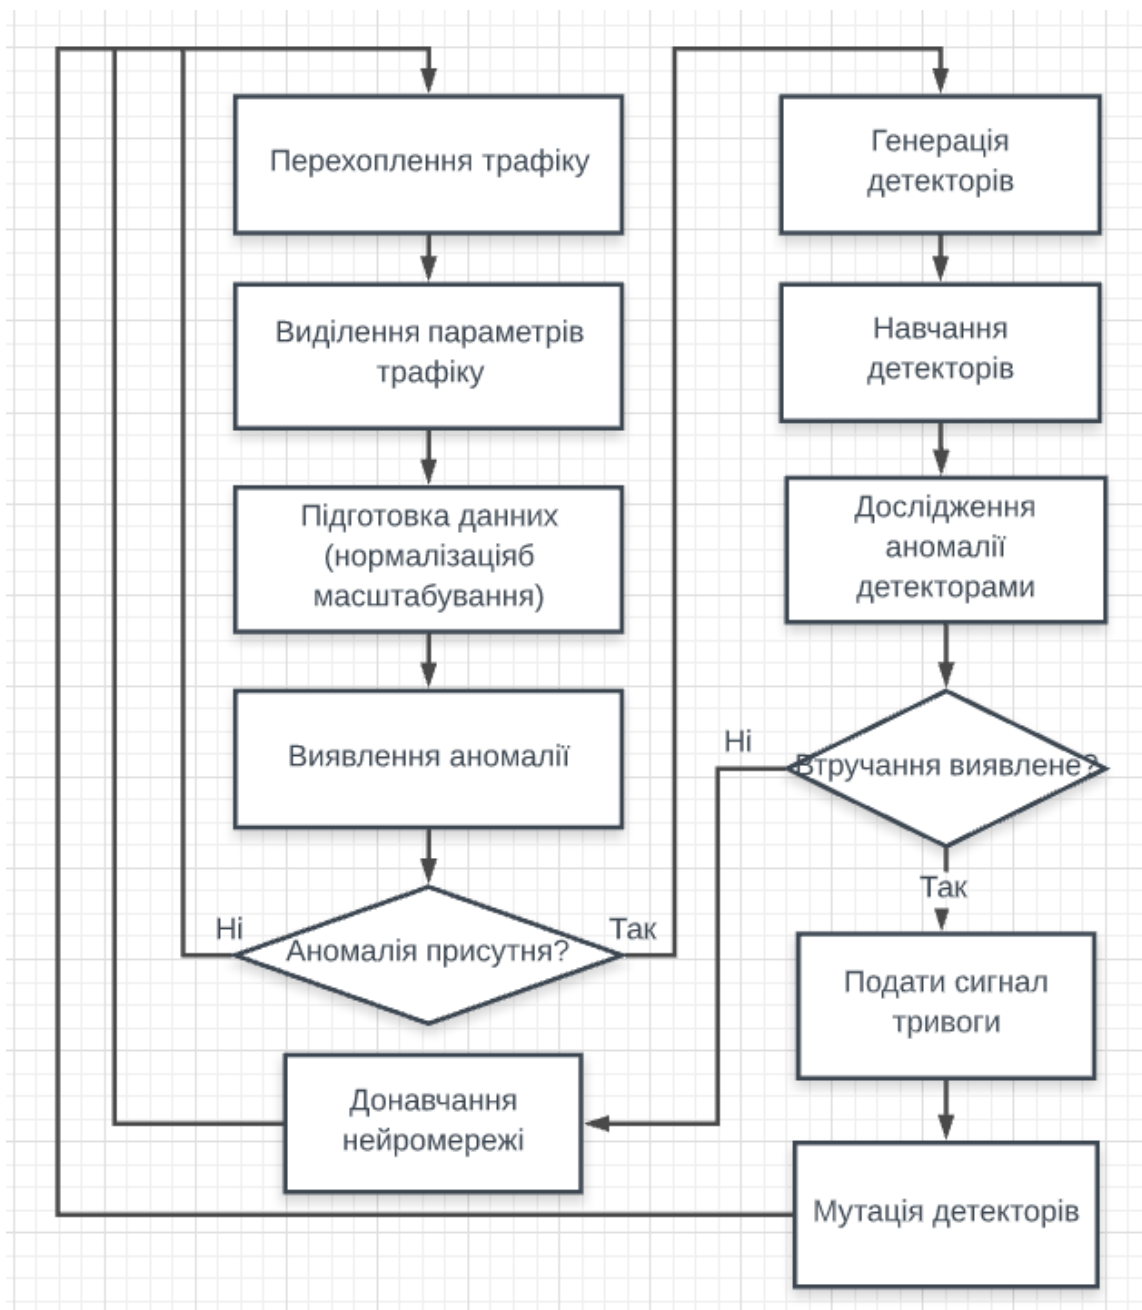 Перехоплення трафіку
Виділення параметрів
трафіку
Підготовка данних
(нормалізаціяб
масштабування)
Виявлення аномалії
Ні
Аномалія присутня?
Так
Донавчання
нейромережі
Генерація
детекторів
Навчання
детекторів
Дослідження
аномалії
детекторами
Ні
Втручання виявлене?
Так
Подати сигнал
тривоги
Мутація детекторів